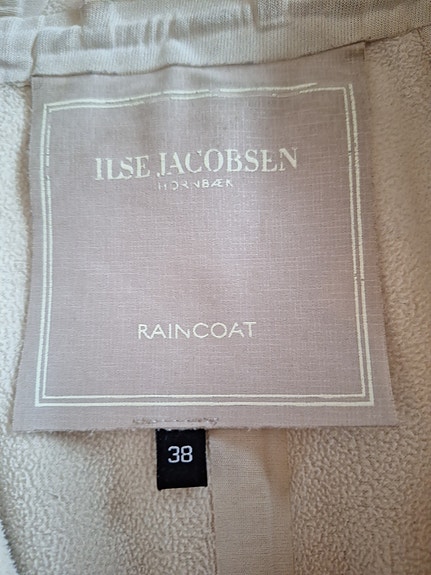 ILSE JACOBSEN
HORNBÆK
RAINCOAT
38